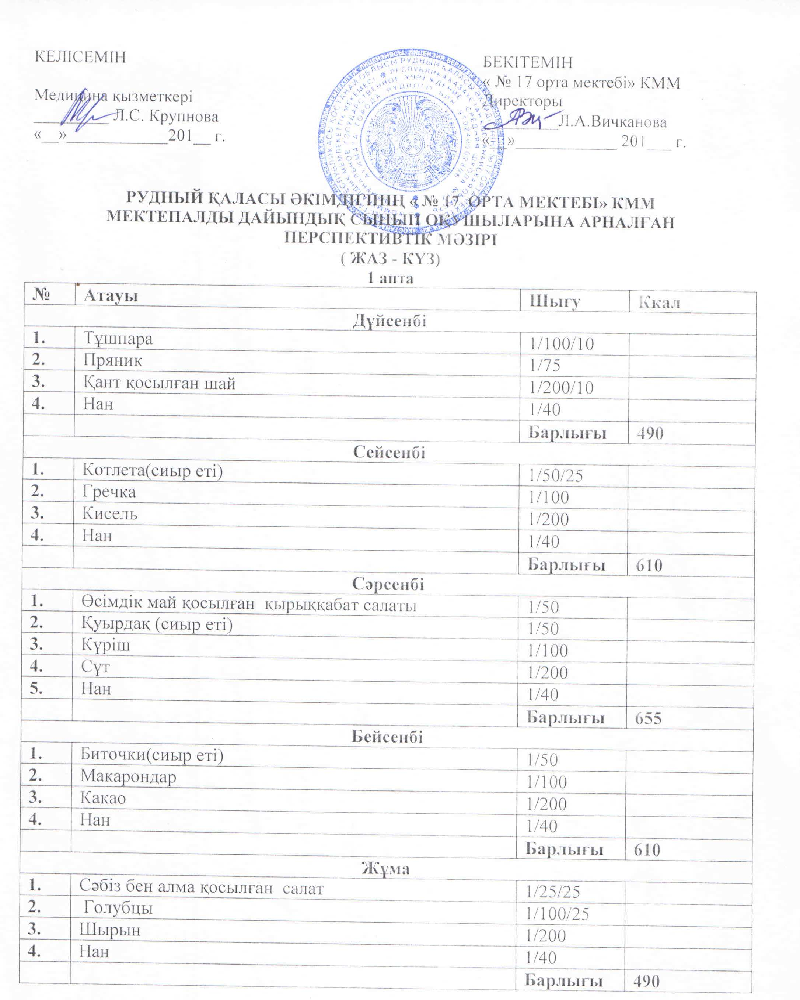 КЕЛІСЕМІН
Медицина қызметкері
_________ Л.С. Крупнова
«__»____________201__ г.
БЕКІТЕМІН
« № 17 орта мектебі» КММ
Директоры
_________Л.А.Вичканова
«__»____________ 201___ г.
РУДНЫЙ ҚАЛАСЫ ӘКІМДІГІНІҢ « № 17 ОРТА МЕКТЕБІ» КММ
МЕКТЕПАЛДЫ ДАЙЫНДЫҚ СЫНЫП ОҚУШЫЛАРЫНА АРНАЛҒАН
ПЕРСПЕКТИВТІК МӘЗІРІ
( ЖАЗ - КҮЗ)
1 апта
№ Атауы Шығу Ккал
Дүйсенбі
1. Тұшпара 1/100/10
2. Пряник 1/75
3. Қант қосылған шай 1/200/10
4. Нан 1/40
Барлығы 490
Сейсенбі
1. Котлета(сиыр еті) 1/50/25
2. Гречка 1/100
3. Кисель 1/200
4. Нан 1/40
Барлығы 610
Сәрсенбі
1. Өсімдік май қосылған қырыққабат салаты 1/50
2. Қуырдақ (сиыр еті) 1/50
3. Күріш 1/100
4. Сүт 1/200
5. Нан 1/40
Барлығы 655
Бейсенбі
1. Биточки(сиыр еті) 1/50
2. Макарондар 1/100
3. Какао 1/200
4. Нан 1/40
Барлығы 610
Жұма
1. Сәбіз бен алма қосылған салат 1/25/25
2. Голубцы 1/100/25
3. Шырын 1/200
4. Нан 1/40
Барлығы 490